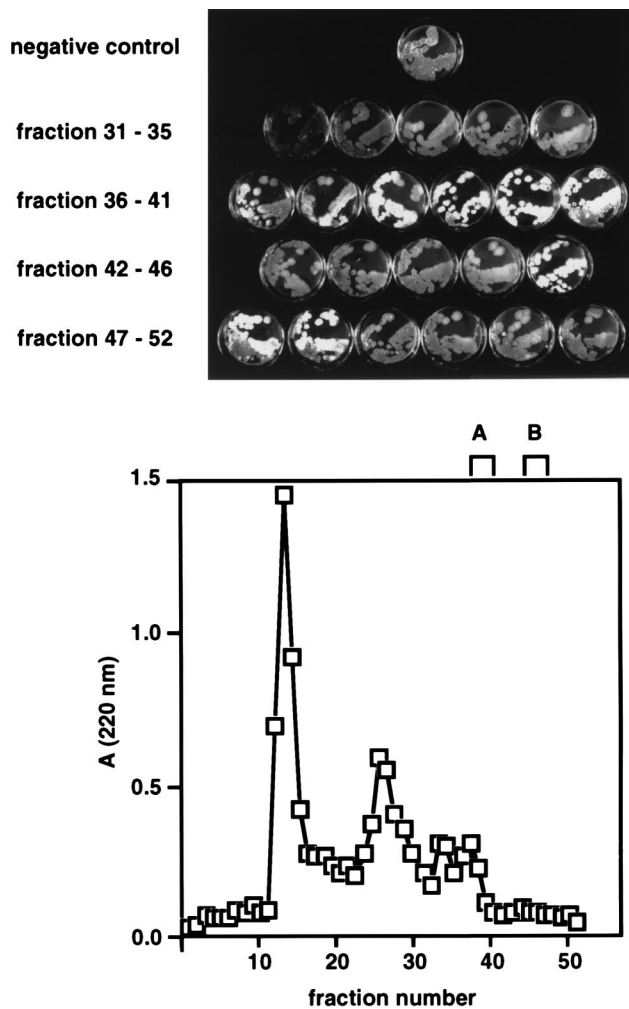 negative control
fraction 31 - 35
fraction 36 - 41
fraction 42 - 46
fraction 47 - 52
A B
1.5
1.0
0.5
0.0
A (220 nm)
10 20 30 40 50
fraction number